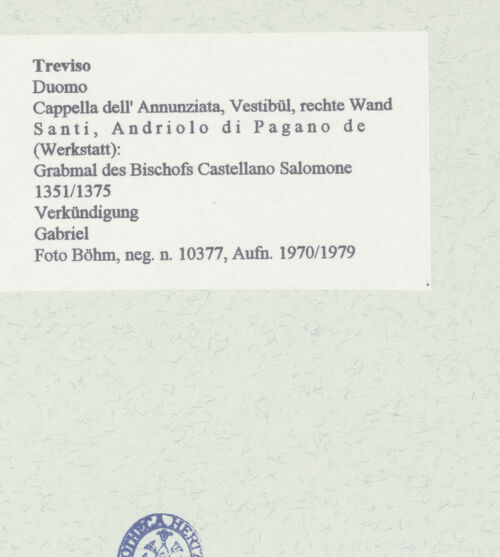 Treviso
Duomo
Cappella dell' Annunziata, Vestibül, rechte Wand
Santi, Andriolo di Pagano de
(Werkstatt):
Grabmal des Bischofs Castellano Salomone
1351/1375
Verkündigung
Gabriel
Foto Böhm, neg. n. 10377, Aufn. 1970/1979